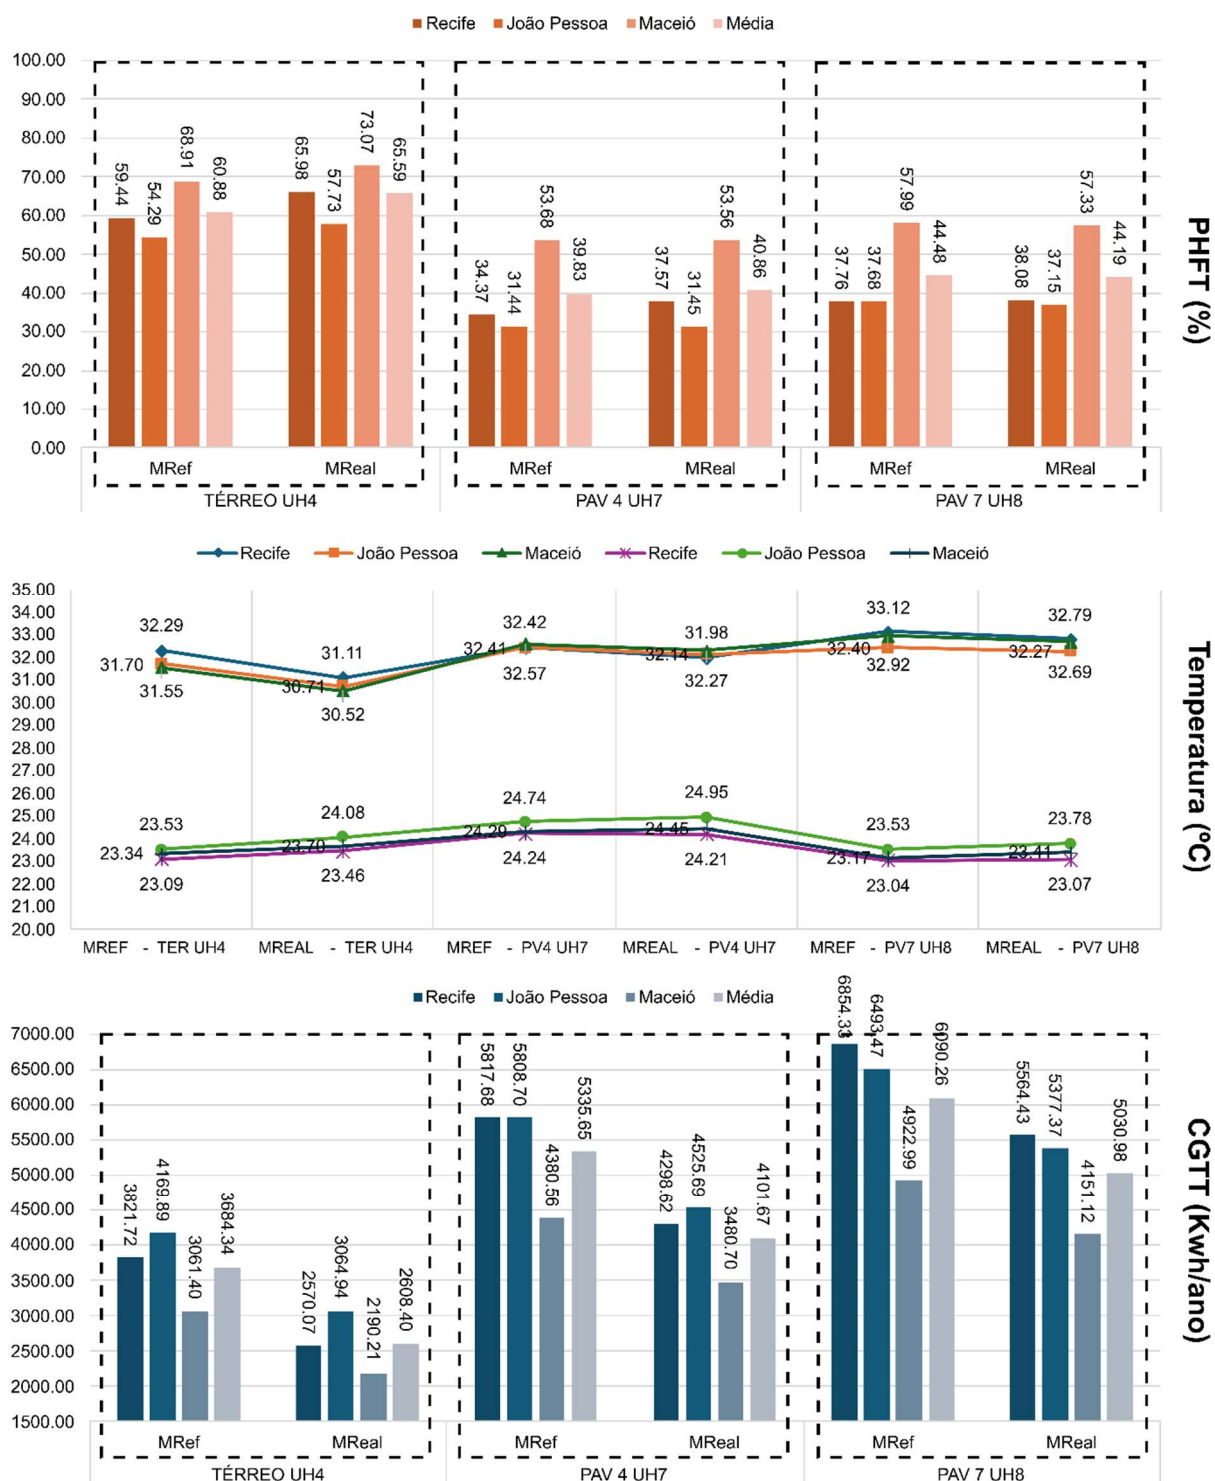 Recife João Pessoa Maceió Média
100.00
90.00
80.00
70.00
60.00
50.00
40.00
30.00
20.00
10.00
0.00
59.44 54.29 68.91 60.88 65.98 57.73 73.07 65.59 34.37 31.44 53.68 39.83 37.57 31.45 53.56 40.86 37.76 37.68 57.99 44.48 38.08 37.15 57.33 44.19
PHFT (%)
MRef MReal MRef MReal MRef MReal
TÉRREO UH4 PAV 4 UH7 PAV 7 UH8
Recife João Pessoa Maceió Recife João Pessoa Maceió
35.00
34.00
33.00
32.00
31.00
30.00
29.00
28.00
27.00
26.00
25.00
24.00
23.00
22.00
21.00
20.00
32.29 31.11 32.42 31.98 33.12 32.79
31.70 30.71 32.41 32.14 32.40 32.27
31.55 30.52 32.57 32.27 32.92 32.69
23.53 24.08 24.74 24.95 23.53 23.78
23.34 23.70 24.29 24.45 23.17 23.41
23.09 23.46 24.24 24.21 23.04 23.07
Temperatura (ºC)
MREF - TER UH4 MREAL - TER UH4 MREF - PV4 UH7 MREAL - PV4 UH7 MREF - PV7 UH8 MREAL - PV7 UH8
Recife João Pessoa Maceió Média
7000.00
6500.00
6000.00
5500.00
5000.00
4500.00
4000.00
3500.00
3000.00
2500.00
2000.00
1500.00
3821.72 4169.89 3061.40 3684.34 2570.07 3064.94 2190.21 2608.40 5817.68 5808.70 4380.56 5335.65 4298.62 4525.69 3480.70 4101.67 6854.33 6493.47 4922.99 6090.26 5564.43 5377.37 4151.12 5030.98
CGTT (Kwh/ano)
MRef MReal MRef MReal MRef MReal
TÉRREO UH4 PAV 4 UH7 PAV 7 UH8